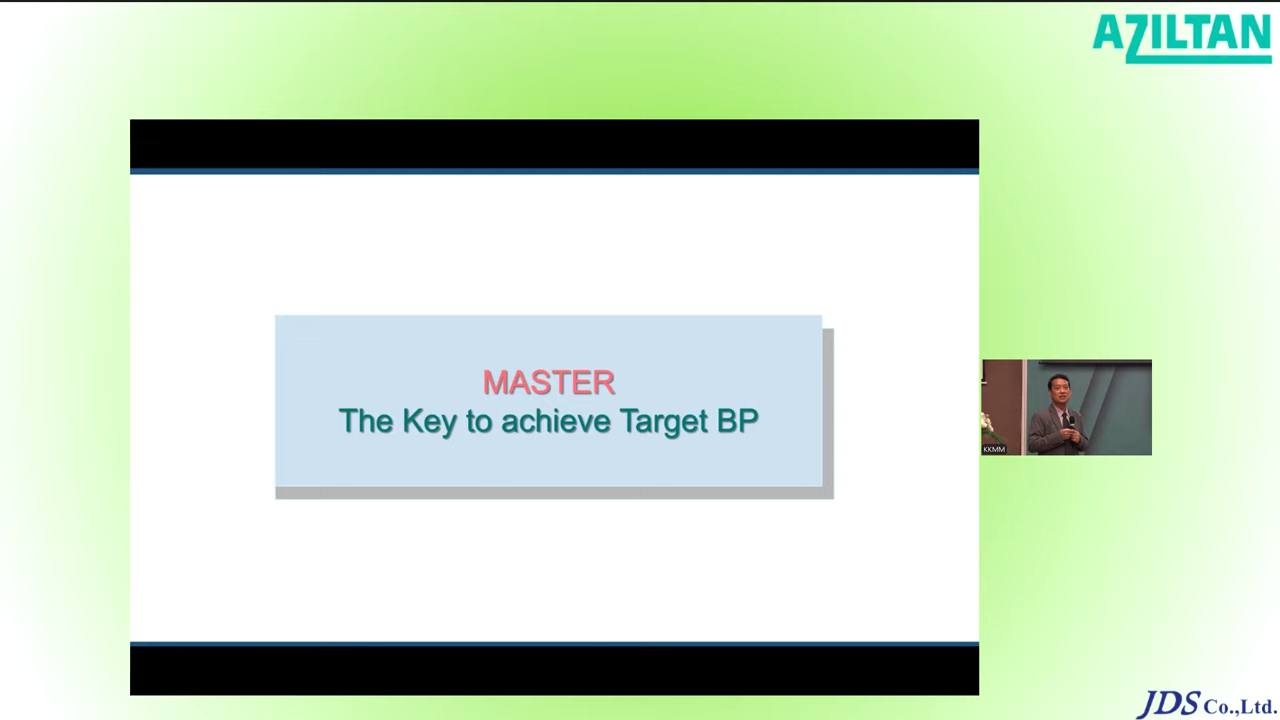 AZILTAN
MASTER
The Key to achieve Target BP
KKMM
JDS Co.,Ltd.